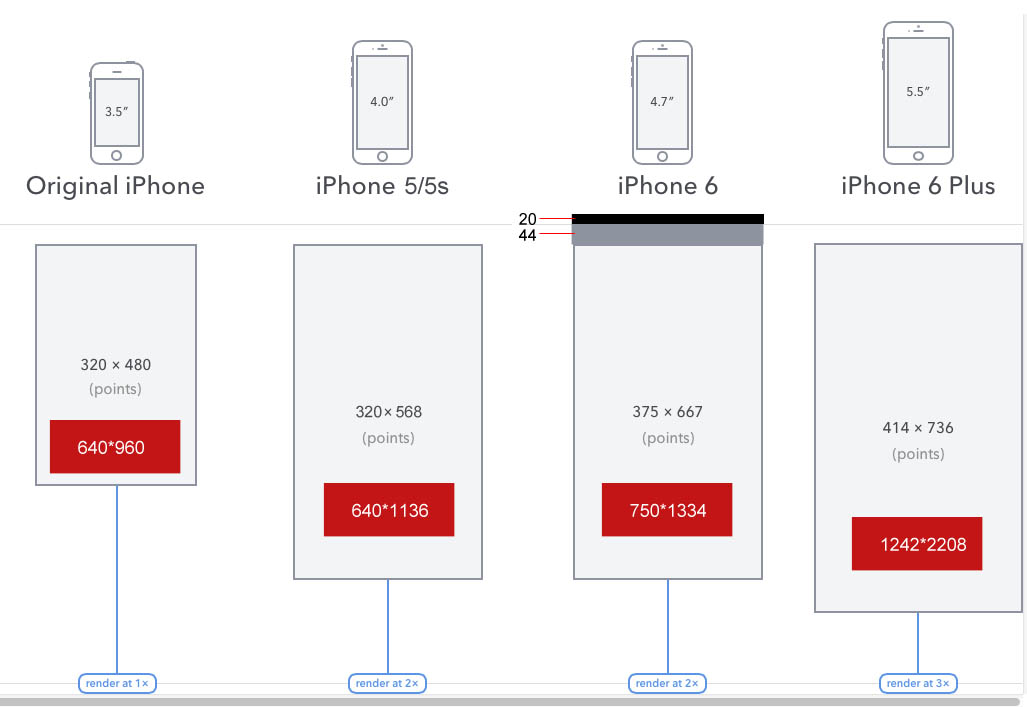 3.5″
4.0″
4.7″
5.5″
Original iPhone
iPhone 5/5s
iPhone 6
iPhone 6 Plus
20
44
320 × 480
(points)
640*960
320× 568
(points)
640*1136
375 × 667
(points)
750*1334
414 × 736
(points)
1242*2208
render at 1×
render at 2×
render at 2×
render at 3×